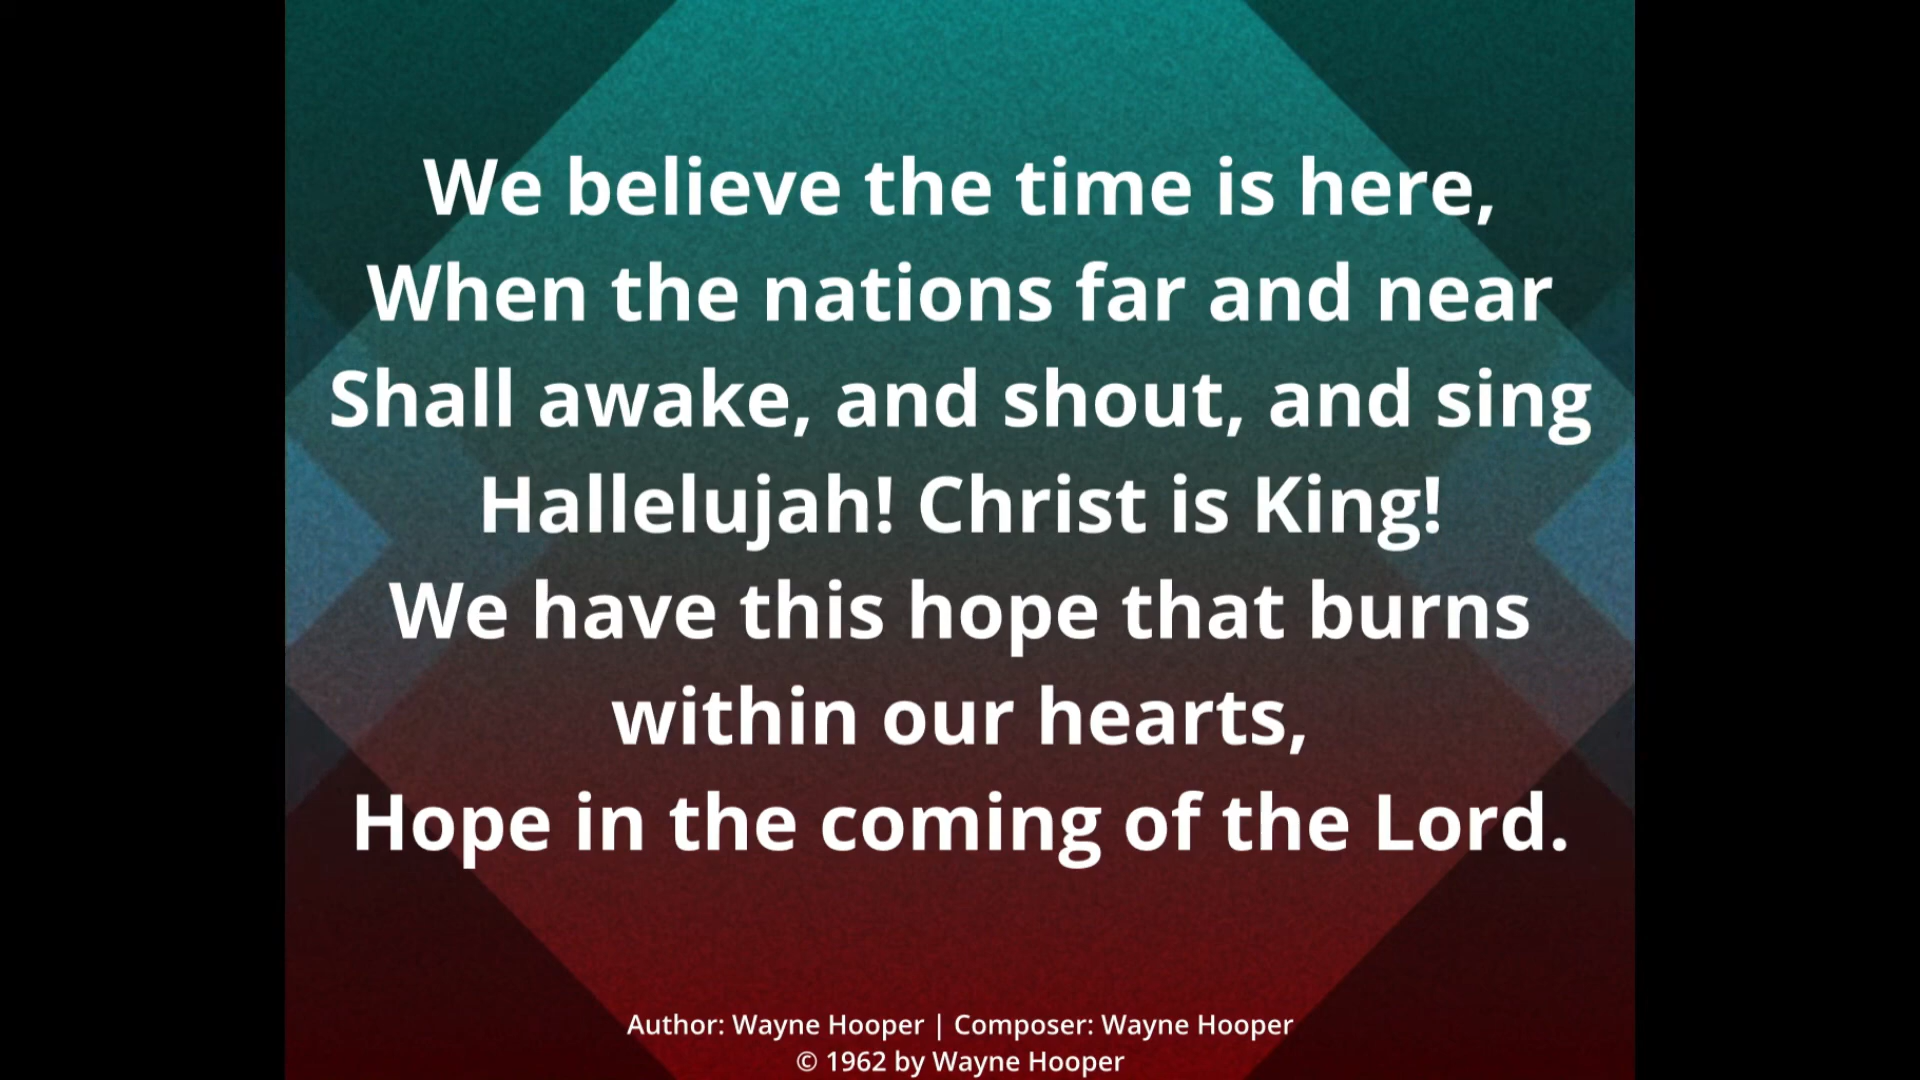 We believe the time is here,
When the nations far and near
Shall awake, and shout, and sing
Hallelujah! Christ is King!
We have this hope that burns
within our hearts,
Hope in the coming of the Lord.
Author: Wayne Hooper | Composer: Wayne Hooper
© 1962 by Wayne Hooper